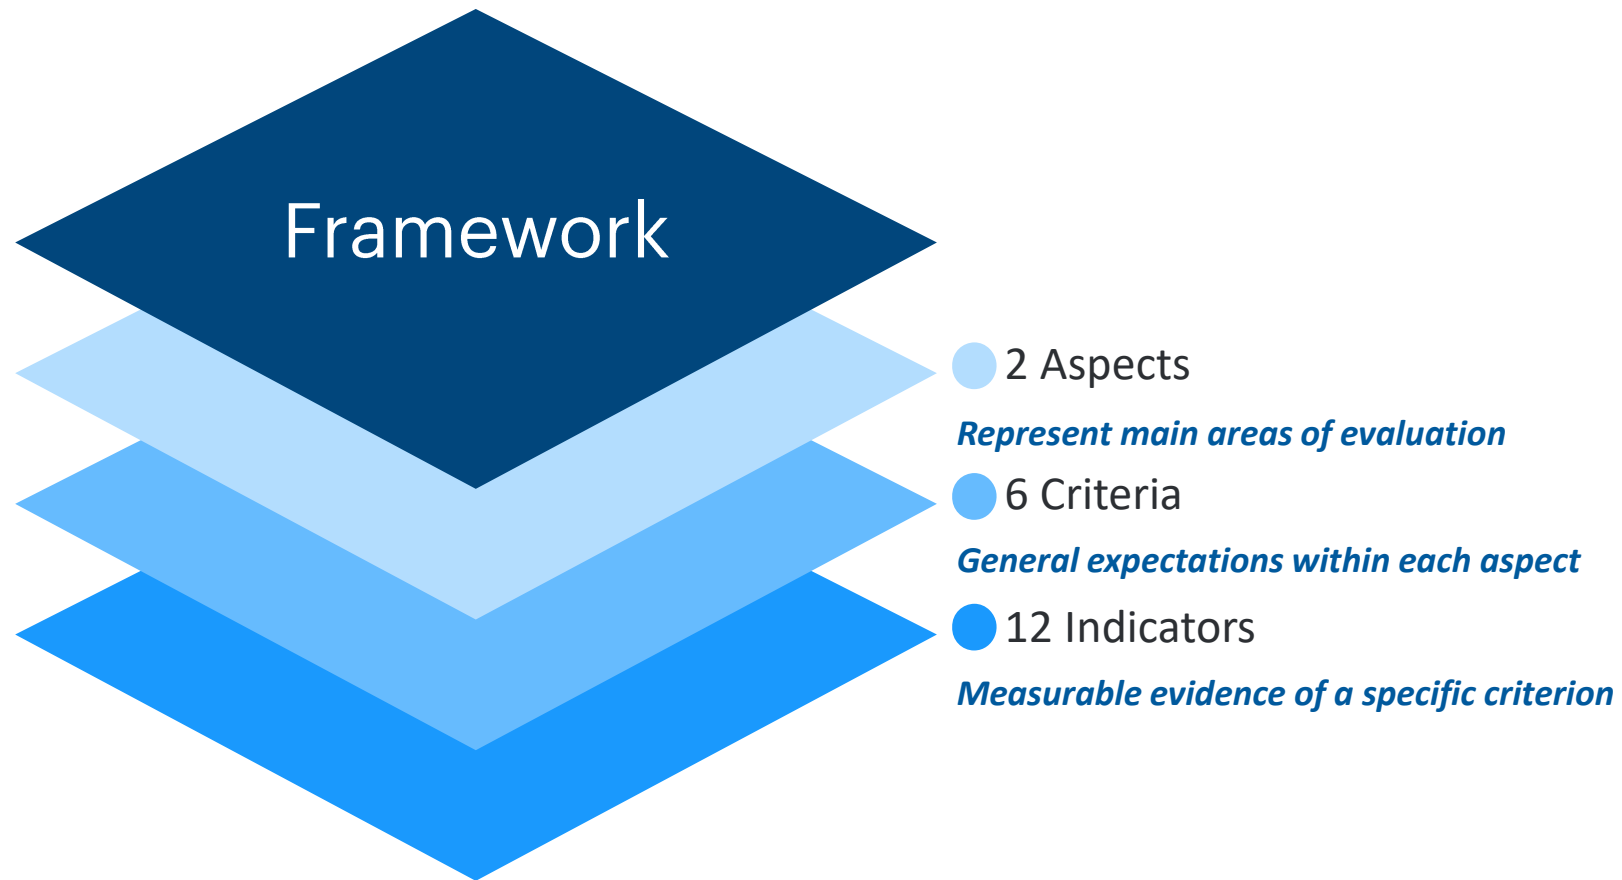 Framework
2 Aspects
Represent main areas of evaluation
6 Criteria
General expectations within each aspect
12 Indicators
Measurable evidence of a specific criterion